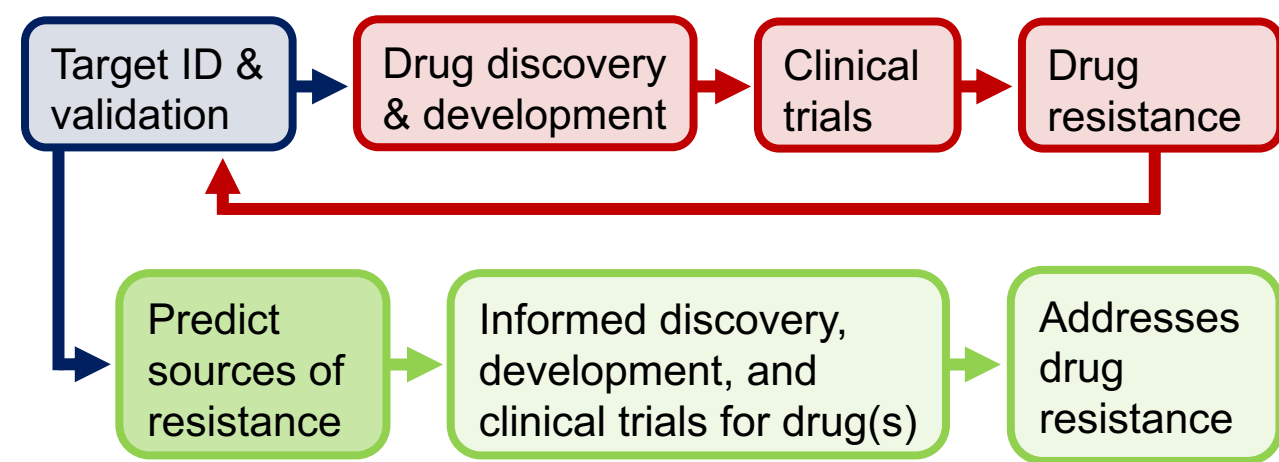 Target ID &
validation
Drug discovery
& development
Clinical
trials
Drug
resistance
Predict
sources of
resistance
Informed discovery,
development, and
clinical trials for drug(s)
Addresses
drug
resistance